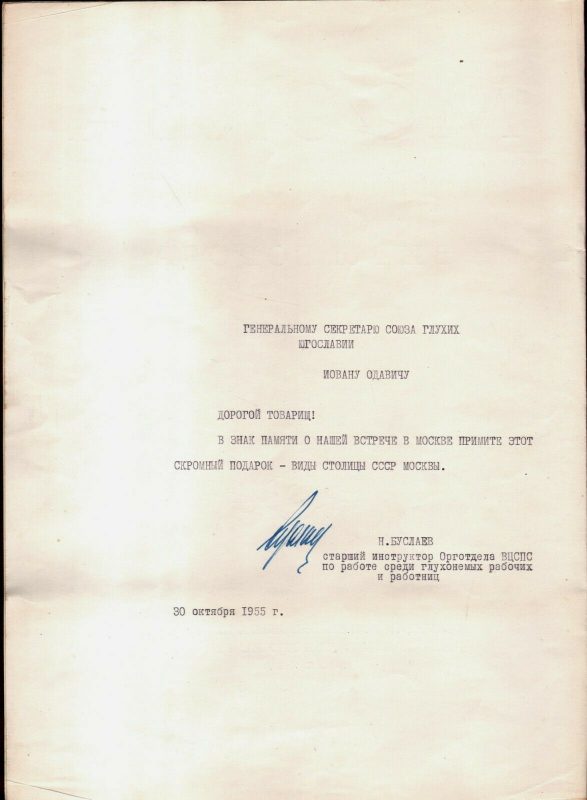 ГЕНЕРАЛЬНОМУ СЕКРЕТАРЮ СОЮЗА ГЛУХИХ
ЮГОСЛАВИИ
ИОВАНУ ОДАВИЧУ
ДОРОГОЙ ТОВАРИЩ!
В ЗНАК ПАМЯТИ О НАШЕЙ ВСТРЕЧЕ В МОСКВЕ ПРИМИТЕ ЭТОТ
СКРОМНЫЙ ПОДАРОК - ВИДЫ СТОЛИЦЫ СССР МОСКВЫ.
Н.БУСЛАЕВ
старший инструктор Орготдела ВЦСПС
по работе среди глухонемых рабочих
и работниц
30 октября 1955 г.